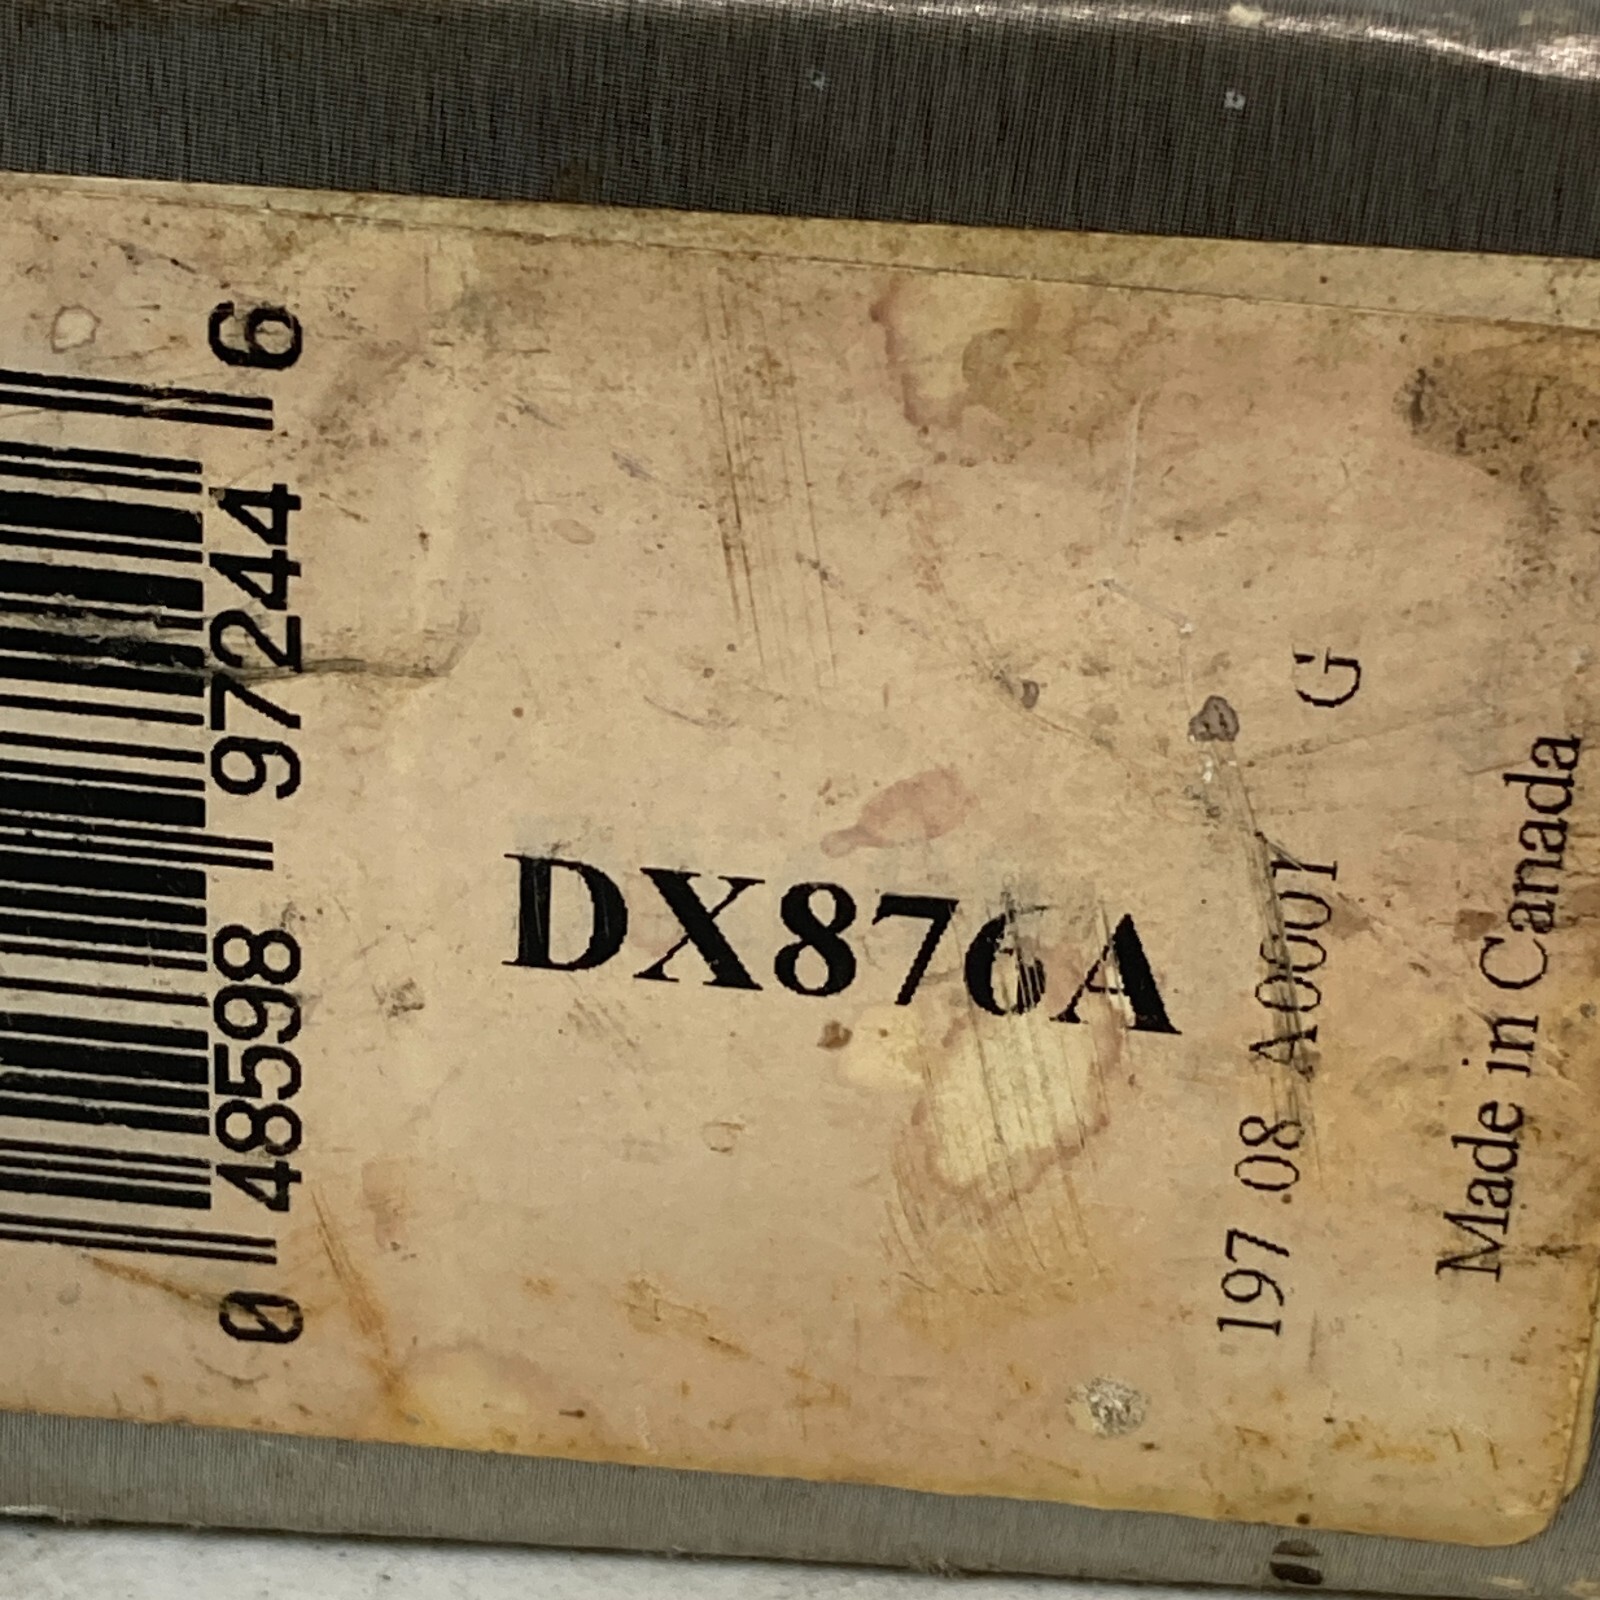 0 48598 97244 6
DX876A
197 08 A0001 G
Made in Canada